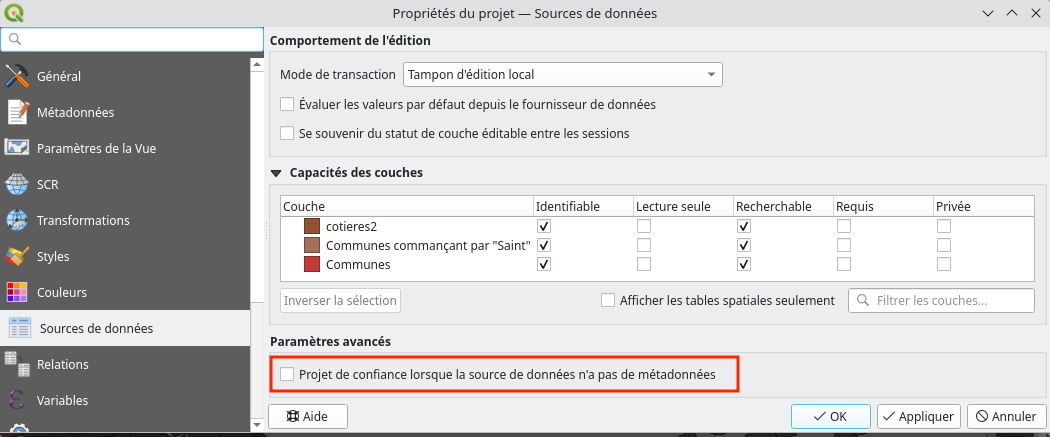 Propriétés du projet — Sources de données
Général
Métadonnées
Paramètres de la Vue
SCR
Transformations
Styles
Couleurs
Sources de données
Relations
Variables
Comportement de l'édition
Mode de transaction Tampon d'édition local
Évaluer les valeurs par défaut depuis le fournisseur de données
Se souvenir du statut de couche éditable entre les sessions
Capacités des couches
Couche Identifiable Lecture seule Recherchable Requis Privée
cotieres2
Communes commançant par "Saint"
Communes
Inverser la sélection Afficher les tables spatiales seulement Filtrer les couches...
Paramètres avancés
Projet de confiance lorsque la source de données n'a pas de métadonnées
Aide OK Appliquer Annuler